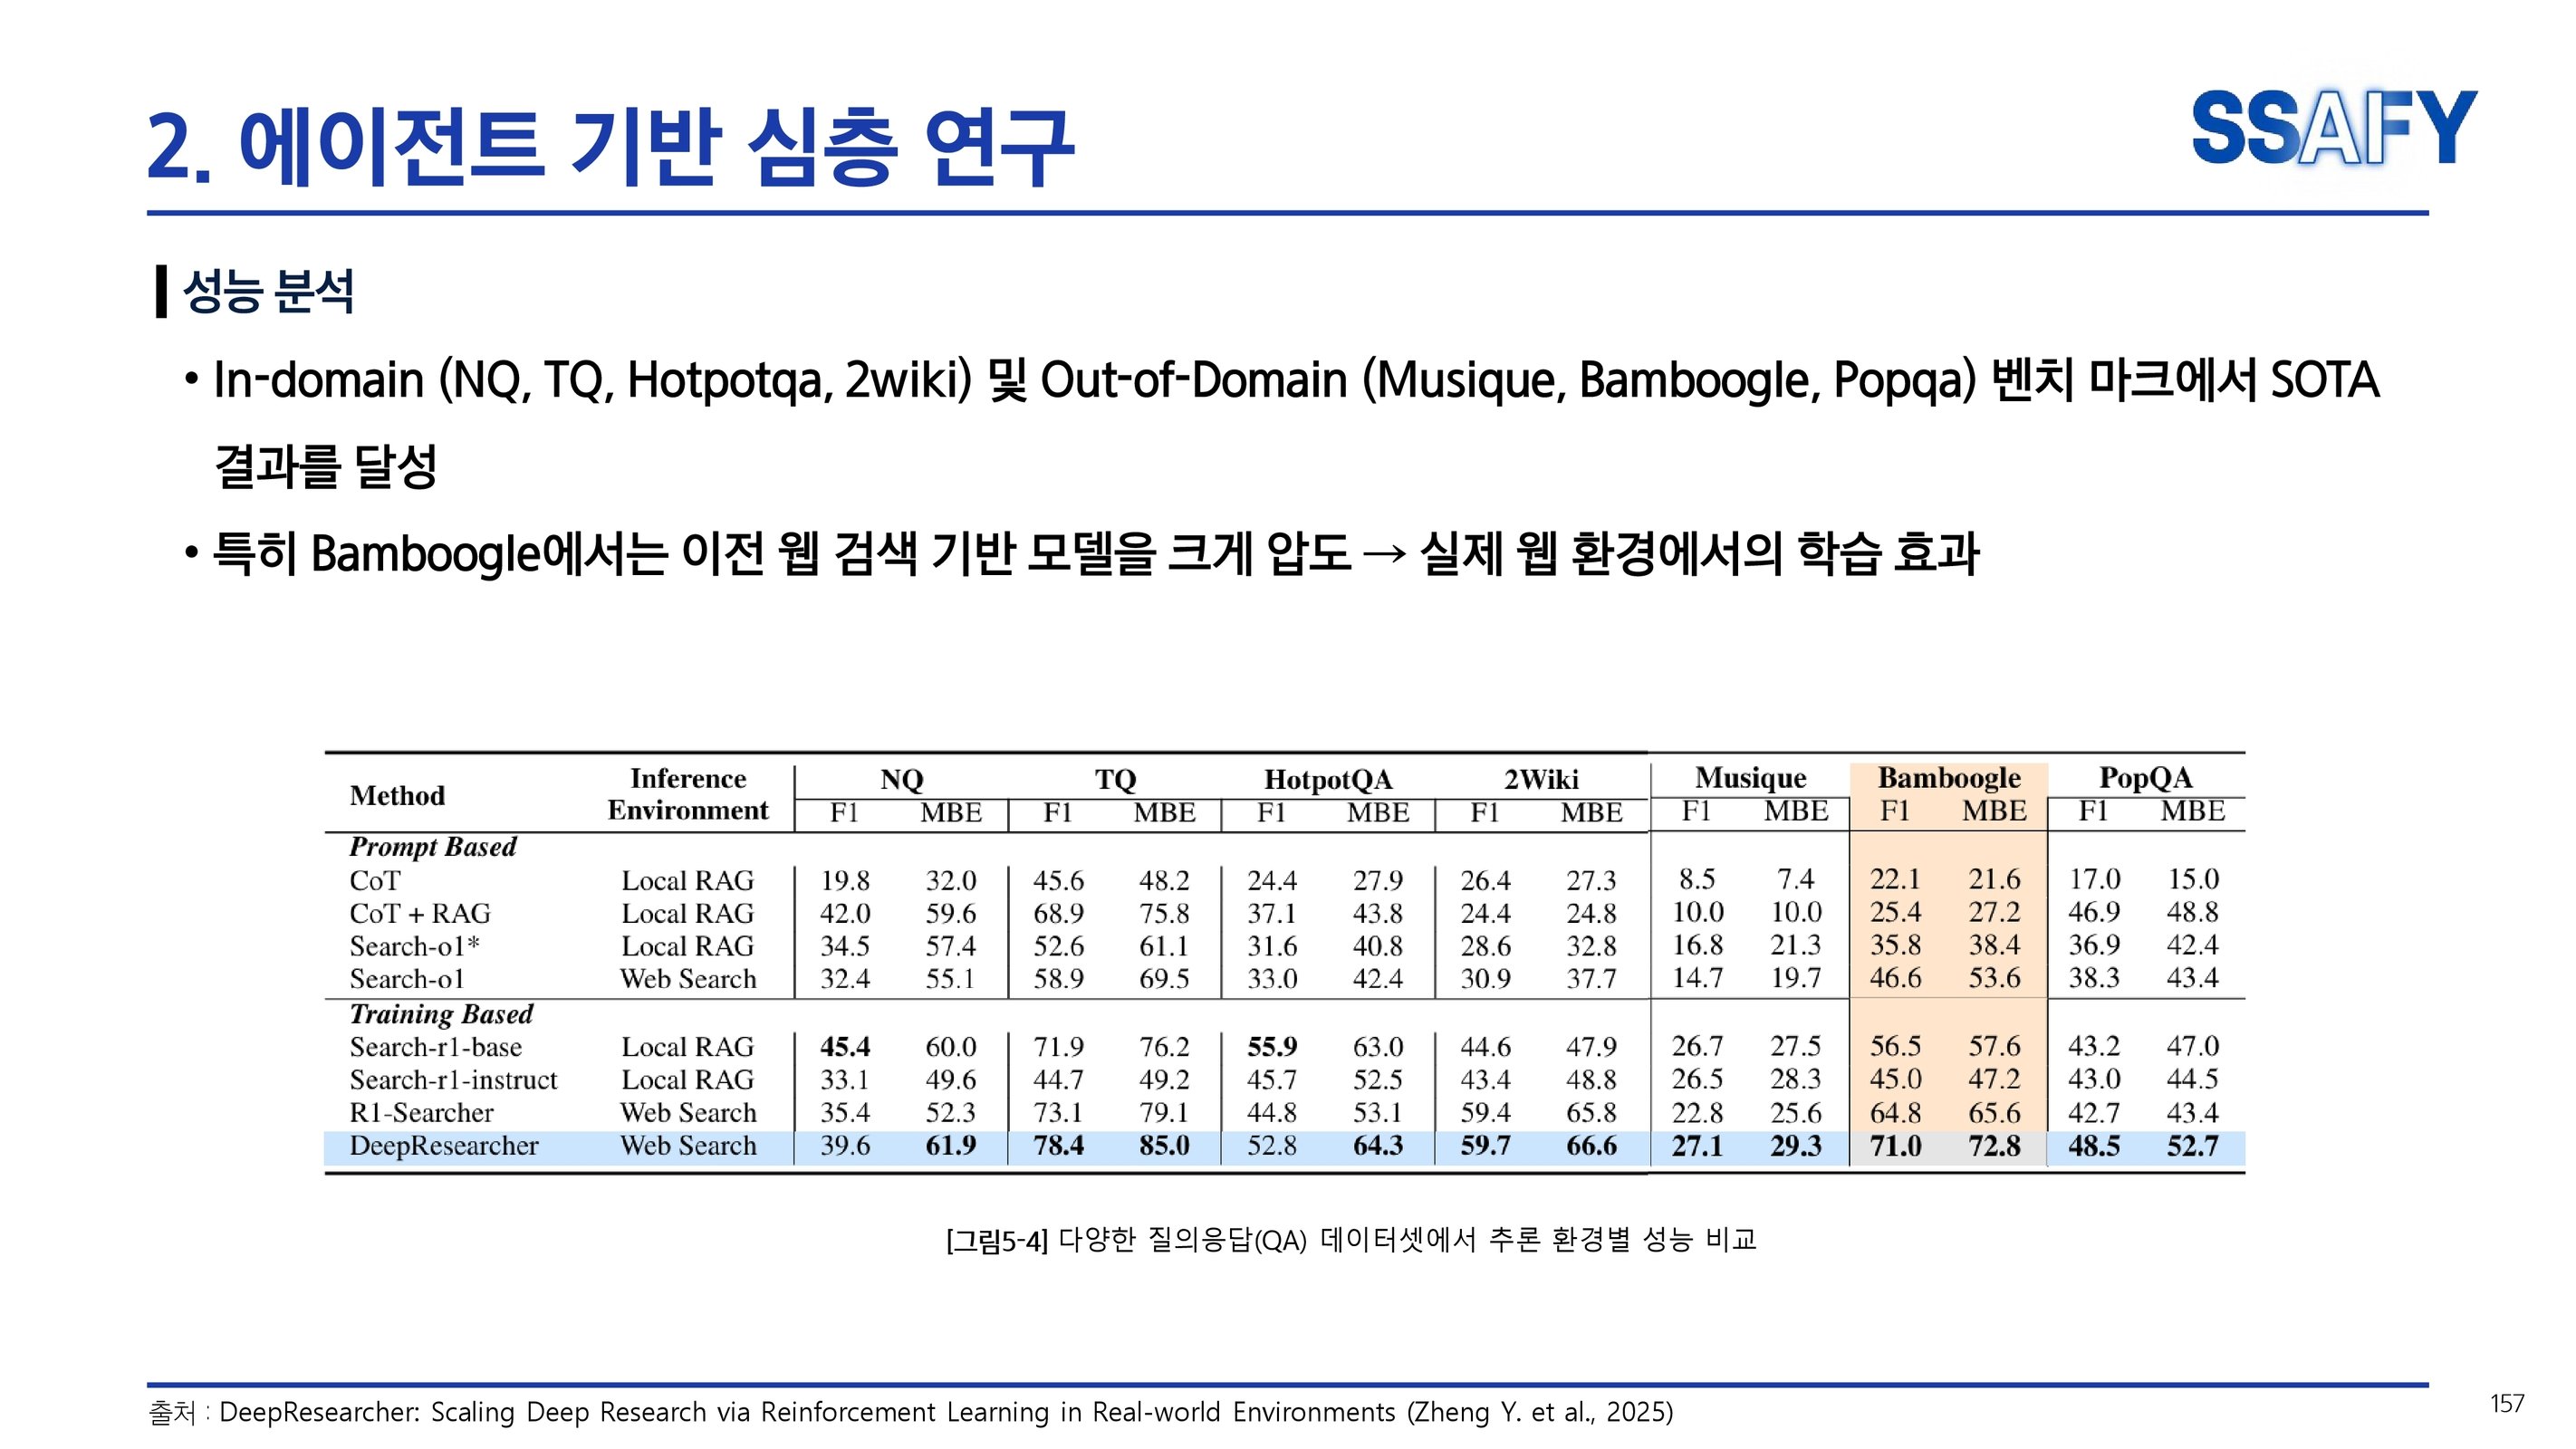 2. 에이전트 기반 심층 연구
SSAFY
성능 분석
• In-domain (NQ, TQ, Hotpotqa, 2wiki) 및 Out-of-Domain (Musique, Bamboogle, Popqa) 벤치 마크에서 SOTA
결과를 달성
• 특히 Bamboogle에서는 이전 웹 검색 기반 모델을 크게 압도 → 실제 웹 환경에서의 학습 효과
Method Inference Environment NQ TQ HotpotQA 2Wiki Musique Bamboogle PopQA
F1 MBE F1 MBE F1 MBE F1 MBE F1 MBE F1 MBE F1 MBE
Prompt Based
CoT Local RAG 19.8 32.0 45.6 48.2 24.4 27.9 26.4 27.3 8.5 7.4 22.1 21.6 17.0 15.0
CoT + RAG Local RAG 42.0 59.6 68.9 75.8 37.1 43.8 24.4 24.8 10.0 10.0 25.4 27.2 46.9 48.8
Search-o1* Local RAG 34.5 57.4 52.6 61.1 31.6 40.8 28.6 32.8 16.8 21.3 35.8 38.4 36.9 42.4
Search-o1 Web Search 32.4 55.1 58.9 69.5 33.0 42.4 30.9 37.7 14.7 19.7 46.6 53.6 38.3 43.4
Training Based
Search-r1-base Local RAG 45.4 60.0 71.9 76.2 55.9 63.0 44.6 47.9 26.7 27.5 56.5 57.6 43.2 47.0
Search-r1-instruct Local RAG 33.1 49.6 44.7 49.2 45.7 52.5 43.4 48.8 26.5 28.3 45.0 47.2 43.0 44.5
R1-Searcher Web Search 35.4 52.3 73.1 79.1 44.8 53.1 59.4 65.8 22.8 25.6 64.8 65.6 42.7 43.4
DeepResearcher Web Search 39.6 61.9 78.4 85.0 52.8 64.3 59.7 66.6 27.1 29.3 71.0 72.8 48.5 52.7
[그림5-4] 다양한 질의응답(QA) 데이터셋에서 추론 환경별 성능 비교
출처 : DeepResearcher: Scaling Deep Research via Reinforcement Learning in Real-world Environments (Zheng Y. et al., 2025)
157